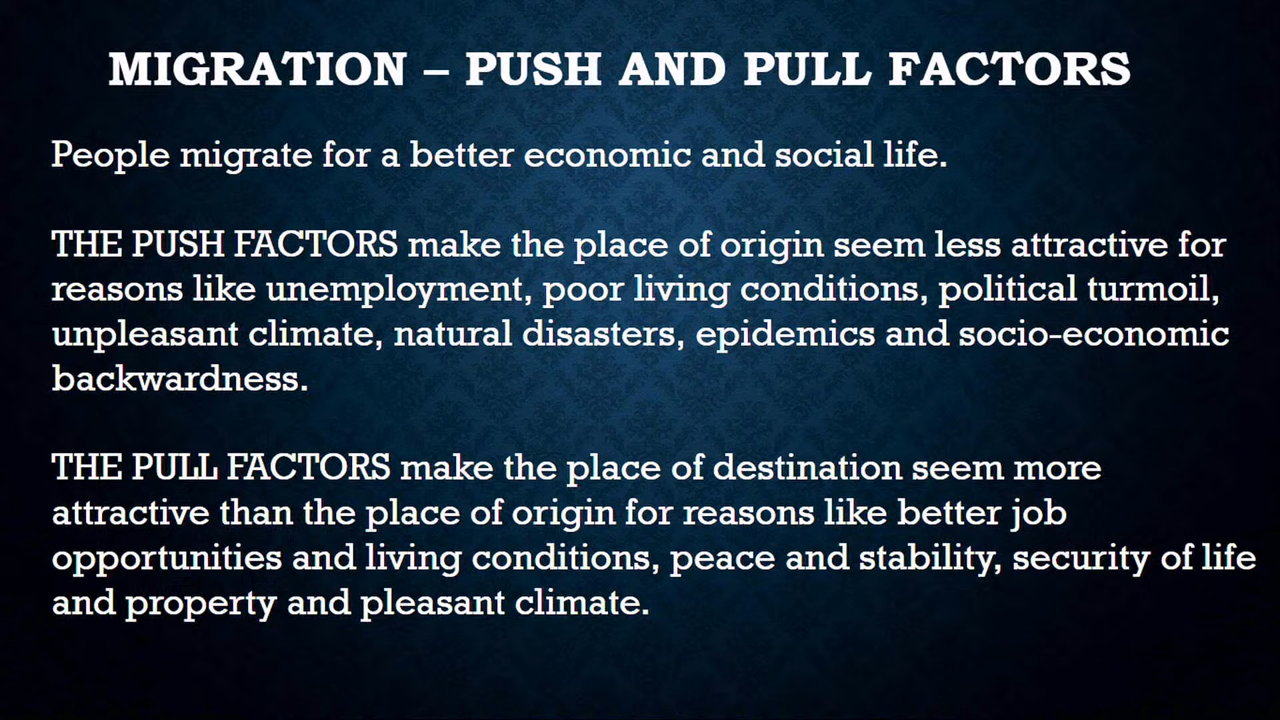 MIGRATION – PUSH AND PULL FACTORS
People migrate for a better economic and social life.
THE PUSH FACTORS make the place of origin seem less attractive for
reasons like unemployment, poor living conditions, political turmoil,
unpleasant climate, natural disasters, epidemics and socio-economic
backwardness.
THE PULL FACTORS make the place of destination seem more
attractive than the place of origin for reasons like better job
opportunities and living conditions, peace and stability, security of life
and property and pleasant climate.